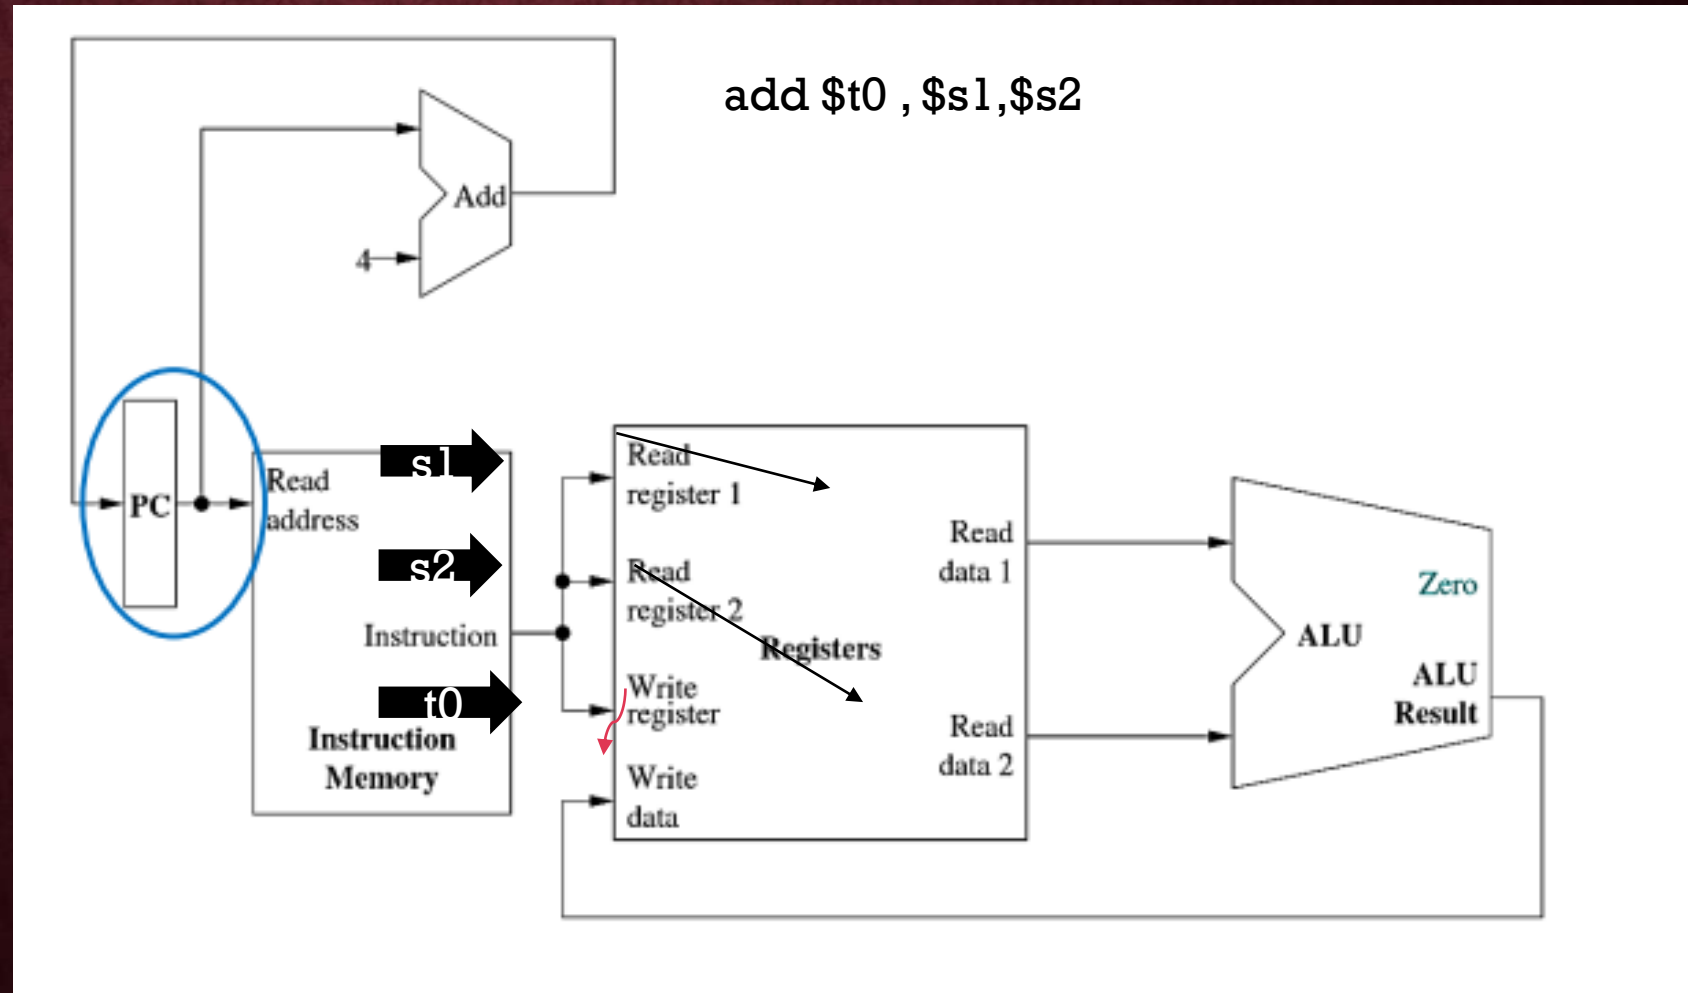 add $t0 , $s1,$s2
Add
4
PC
Read
address
s1
s2
Instruction
t0
Instruction
Memory
Read
register 1
Read
register 2
Registers
Write
register
Write
data
Read
data 1
Read
data 2
Zero
ALU
ALU
Result